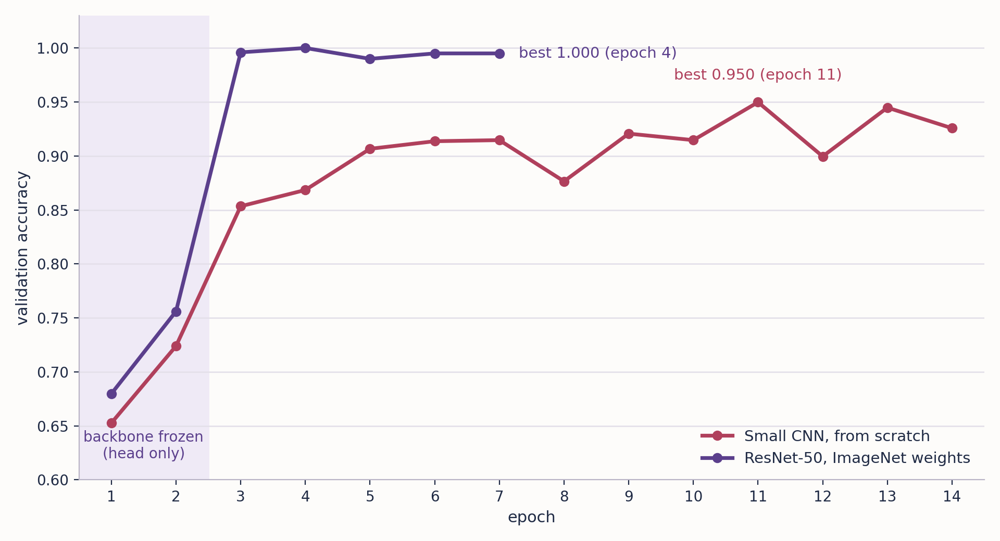 1.00
0.95
0.90
0.85
0.80
0.75
0.70
0.65
0.60
validation accuracy
best 1.000 (epoch 4)
best 0.950 (epoch 11)
backbone frozen
(head only)
Small CNN, from scratch
ResNet-50, ImageNet weights
1 2 3 4 5 6 7 8 9 10 11 12 13 14
epoch